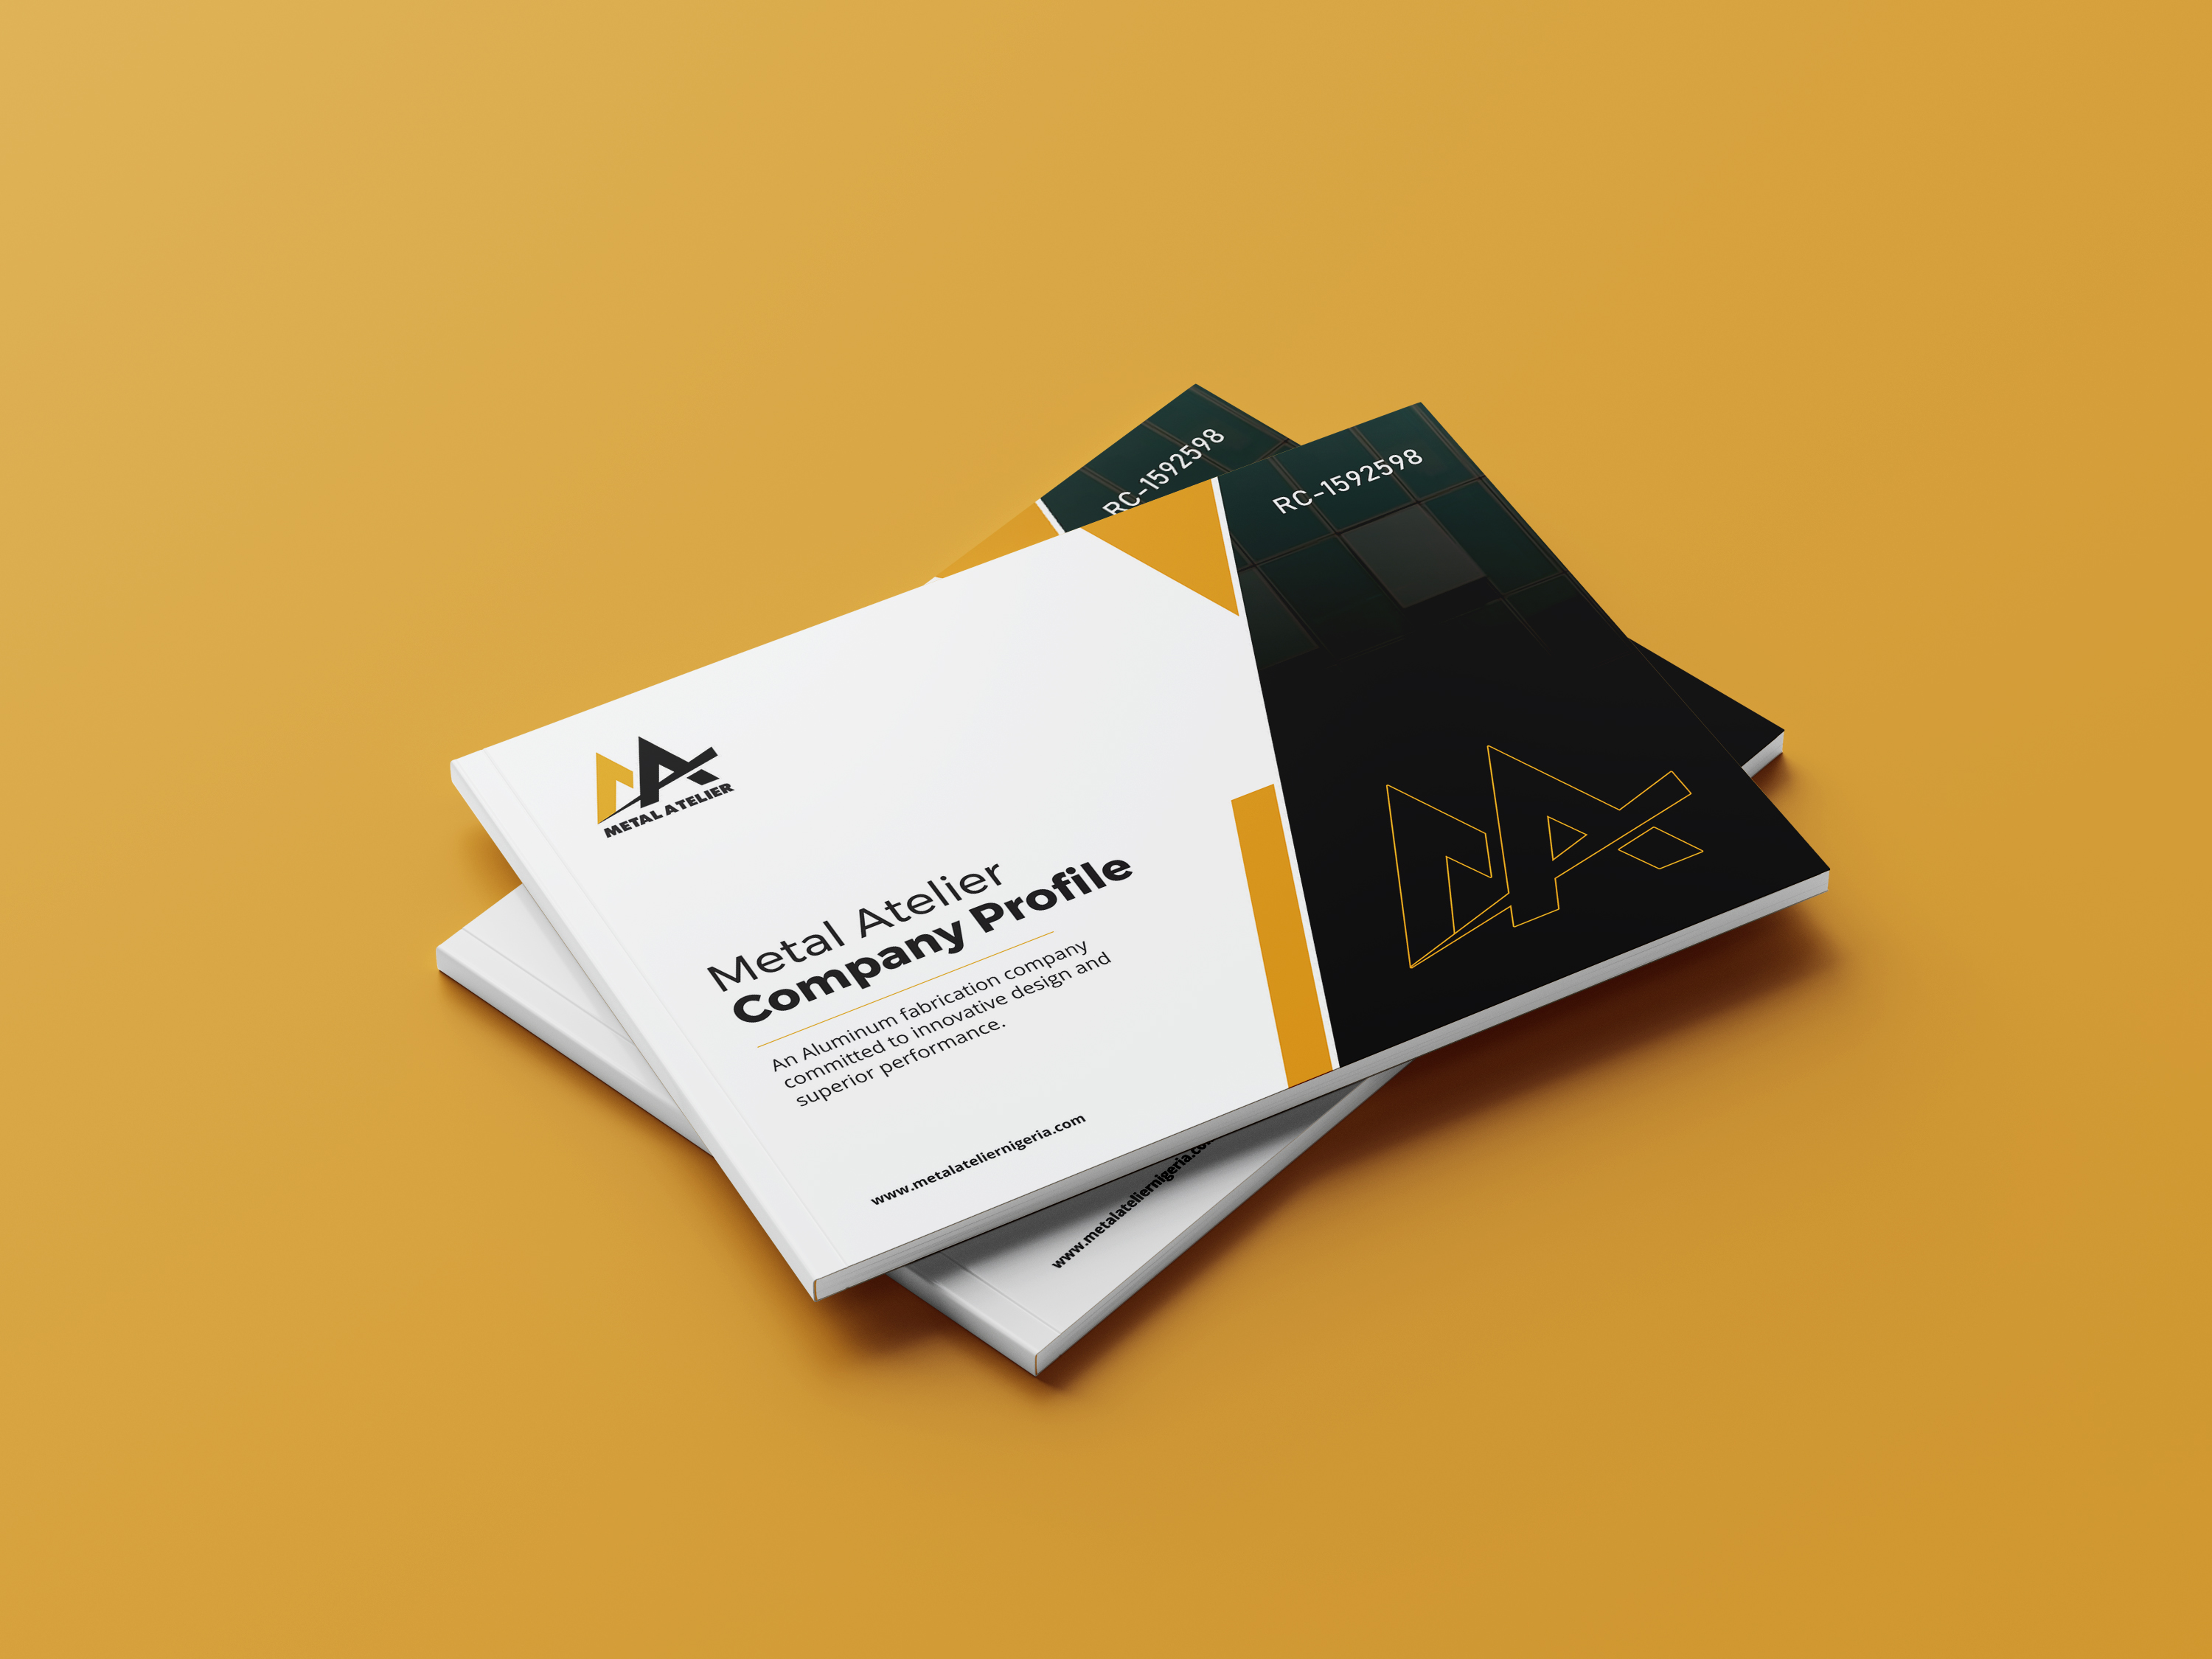 RC-1592598
RC-1592598
METAL ATELIER
Metal Atelier
Company Profile
An Aluminum fabrication company
committed to innovative design and
superior performance.
www.metalateliernigeria.com
www.metalateliernigeria.co